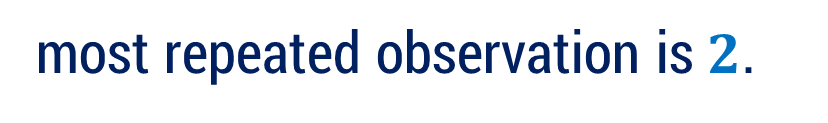 most repeated observation is 2.